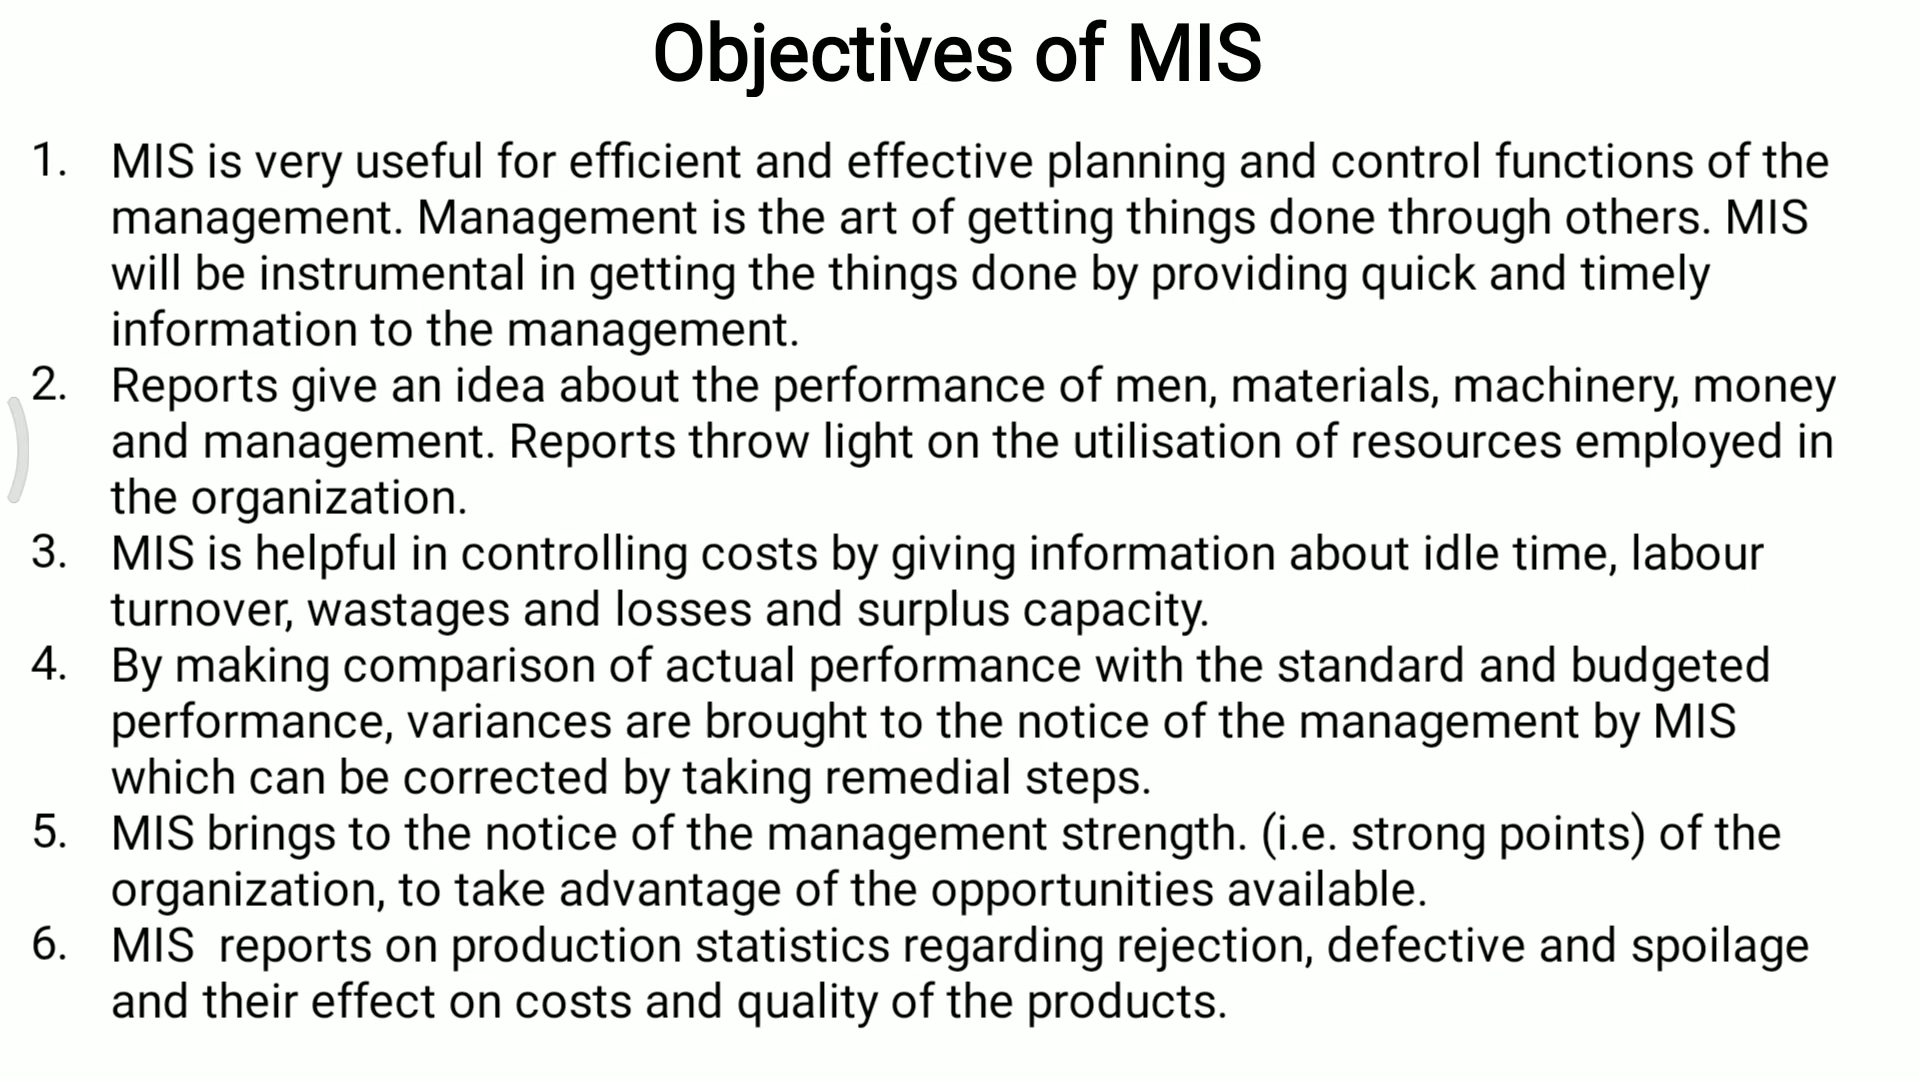 Objectives of MIS
1. MIS is very useful for efficient and effective planning and control functions of the
management. Management is the art of getting things done through others. MIS
will be instrumental in getting the things done by providing quick and timely
information to the management.
2. Reports give an idea about the performance of men, materials, machinery, money
and management. Reports throw light on the utilisation of resources employed in
the organization.
3. MIS is helpful in controlling costs by giving information about idle time, labour
turnover, wastages and losses and surplus capacity.
4. By making comparison of actual performance with the standard and budgeted
performance, variances are brought to the notice of the management by MIS
which can be corrected by taking remedial steps.
5. MIS brings to the notice of the management strength. (i.e. strong points) of the
organization, to take advantage of the opportunities available.
6. MIS  reports on production statistics regarding rejection, defective and spoilage
and their effect on costs and quality of the products.